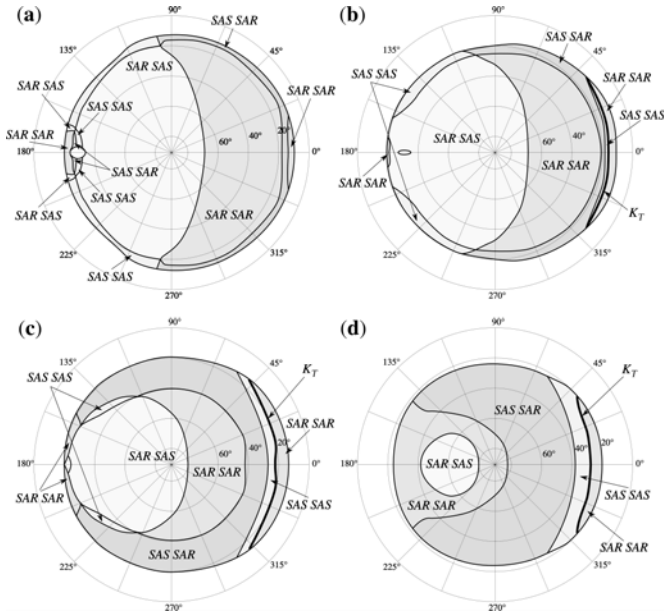 (a)
90°
SAS SAR
135°
SAR SAS
45°
SAR SAS
SAS SAS
SAR SAR
SAR SAR
60°
40°
20°
180°
0°
SAS SAR
SAS SAS
SAR SAS
SAR SAR
225°
SAS SAS
315°
270°
(b)
90°
SAS SAR
135°
45°
SAS SAS
SAR SAR
SAS SAS
SAR SAS
60°
40°
20°
180°
0°
SAR SAR
SAR SAR
K_T
225°
315°
270°
(c)
90°
K_T
135°
45°
SAS SAS
SAR SAR
60°
40°
20°
SAR SAS
SAR SAR
180°
0°
SAR SAR
SAS SAS
SAS SAR
225°
315°
270°
(d)
90°
K_T
135°
45°
SAS SAR
60°
40°
20°
180°
SAR SAS
0°
SAS SAS
SAR SAR
SAR SAR
225°
315°
270°